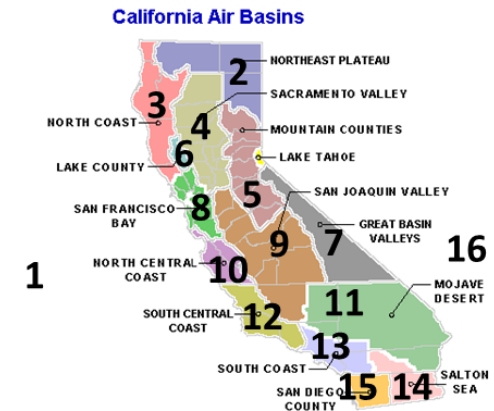 California Air Basins
2
NORTHEAST PLATEAU
3
SACRAMENTO VALLEY
4
NORTH COAST
MOUNTAIN COUNTIES
6
LAKE TAHOE
LAKE COUNTY
5
SAN JOAQUIN VALLEY
8
SAN FRANCISCO
BAY
GREAT BASIN
VALLEYS
7
9
16
NORTH CENTRAL
COAST
10
1
MOJAVE
DESERT
11
SOUTH CENTRAL
COAST
12
13
SOUTH COAST
SALTON
SEA
14
15
SAN DIEGO
COUNTY